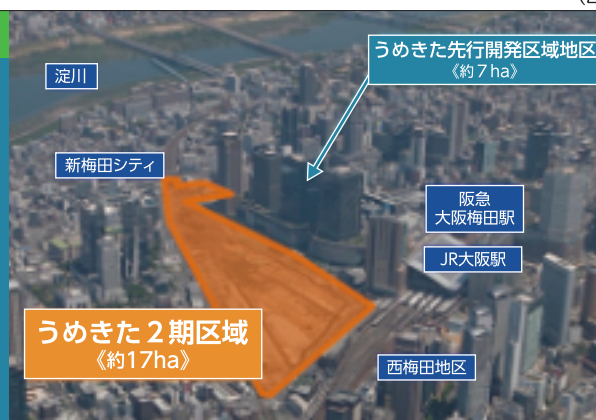 うめきた先行開発区域地区
《約7ha》
淀川
新梅田シティ
阪急
大阪梅田駅
JR大阪駅
うめきた2期区域
《約17ha》
西梅田地区